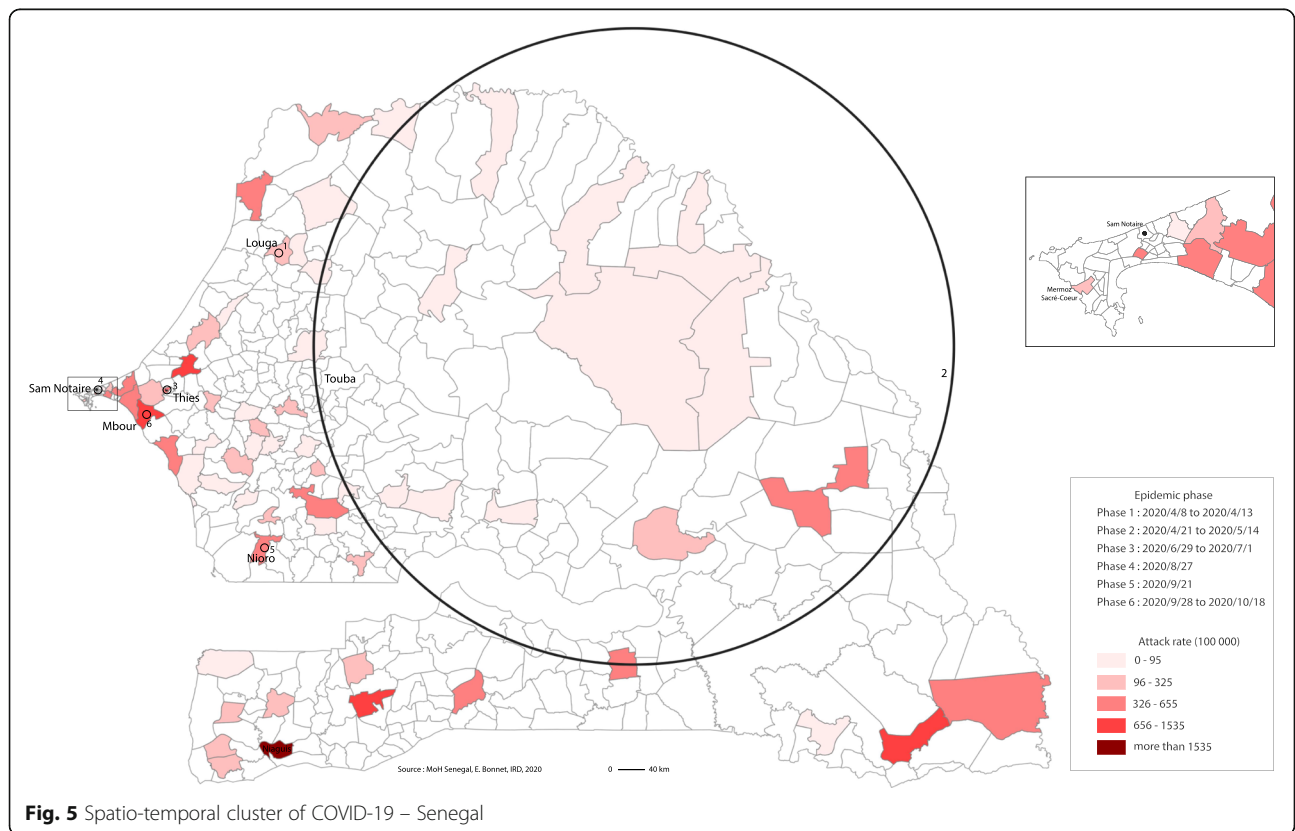 Louga
1
Sam Notaire
4
3
Thies
Mbour
6
Touba
2
5
Nioro
Sam Notaire
Mermoz
Sacré-Coeur
Epidemic phase
Phase 1 : 2020/4/8 to 2020/4/13
Phase 2 : 2020/4/21 to 2020/5/14
Phase 3 : 2020/6/29 to 2020/7/1
Phase 4 : 2020/8/27
Phase 5 : 2020/9/21
Phase 6 : 2020/9/28 to 2020/10/18
Attack rate (100 000)
0 - 95
96 - 325
326 - 655
656 - 1535
more than 1535
Source : MoH Senegal, E. Bonnet, IRD, 2020
0 40 km
Fig. 5 Spatio-temporal cluster of COVID-19 – Senegal